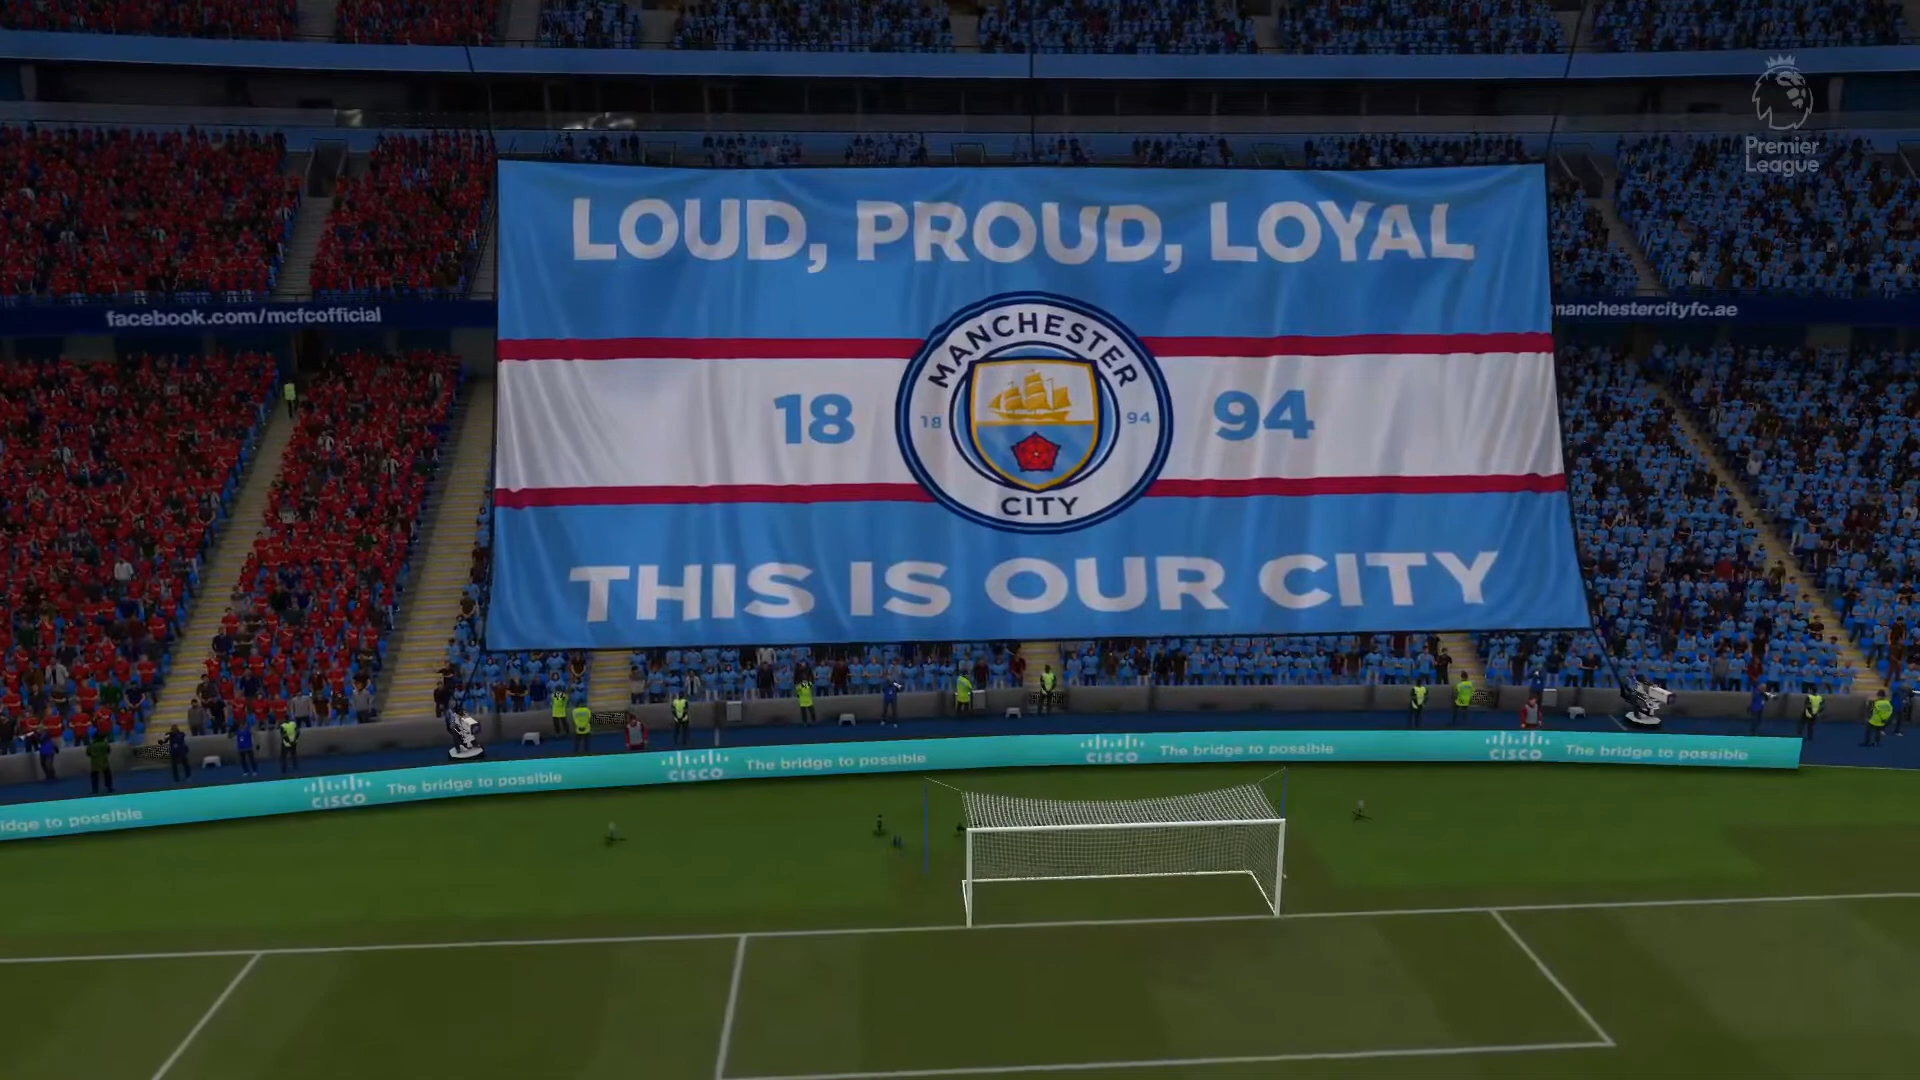 Premier
League
LOUD, PROUD, LOYAL
facebook.com/mcfcofficial
manchestercityfc.ae
MANCHESTER
18 18 94 94
CITY
THIS IS OUR CITY
idge to possible
CISCO The bridge to possible
CISCO The bridge to possible
CISCO The bridge to possible
CISCO The bridge to possible